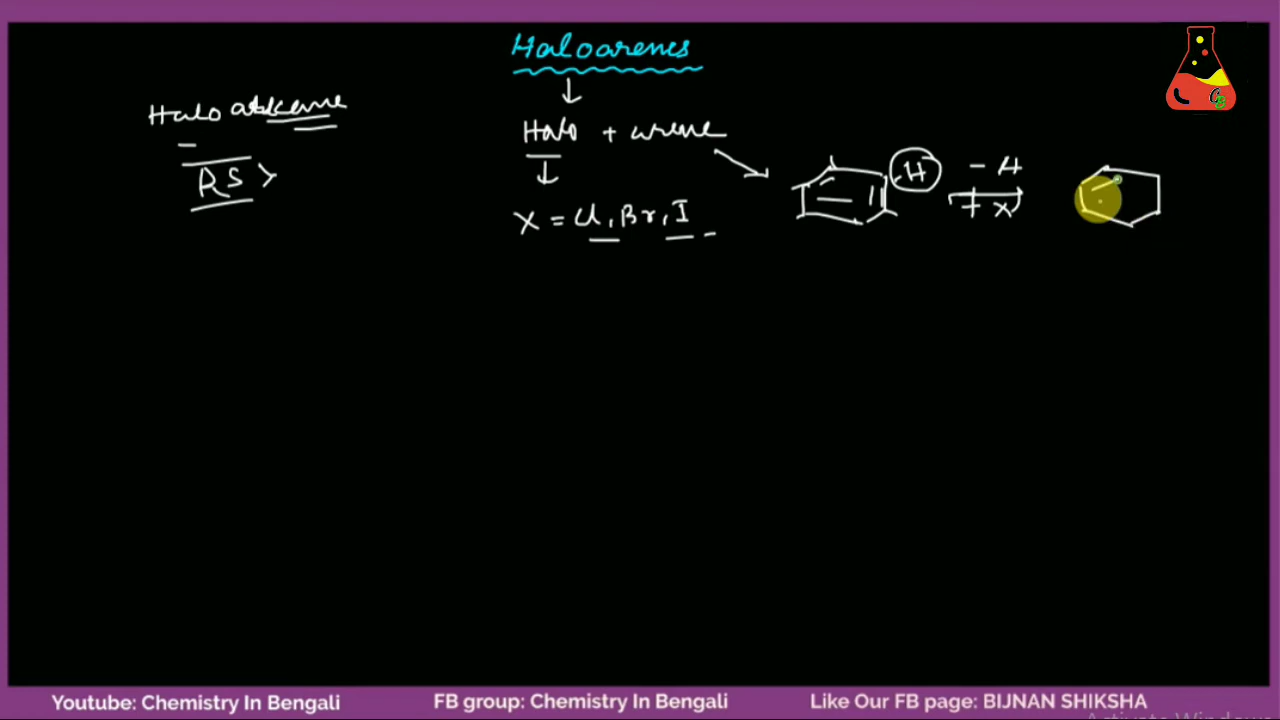 Haloarenes
Halo alkane
Halo + arene
RS
X = Cl, Br, I
H
- H
+ X
CB
Youtube: Chemistry In Bengali
FB group: Chemistry In Bengali
Like Our FB page: BIJNAN SHIKSHA